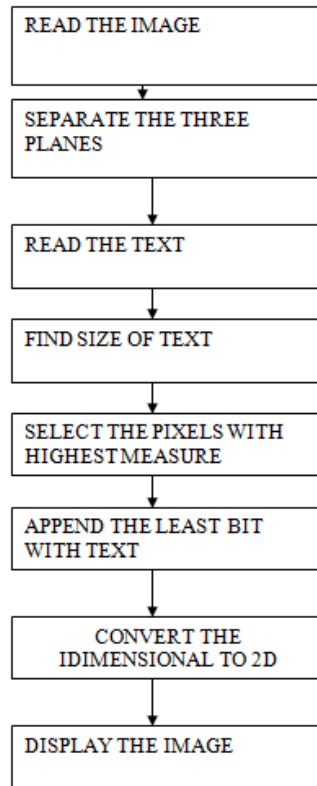 READ THE IMAGE
SEPARATE THE THREE
PLANES
READ THE TEXT
FIND SIZE OF TEXT
SELECT THE PIXELS WITH
HIGHEST MEASURE
APPEND THE LEAST BIT
WITH TEXT
CONVERT THE
IDIMENSIONAL TO 2D
DISPLAY THE IMAGE